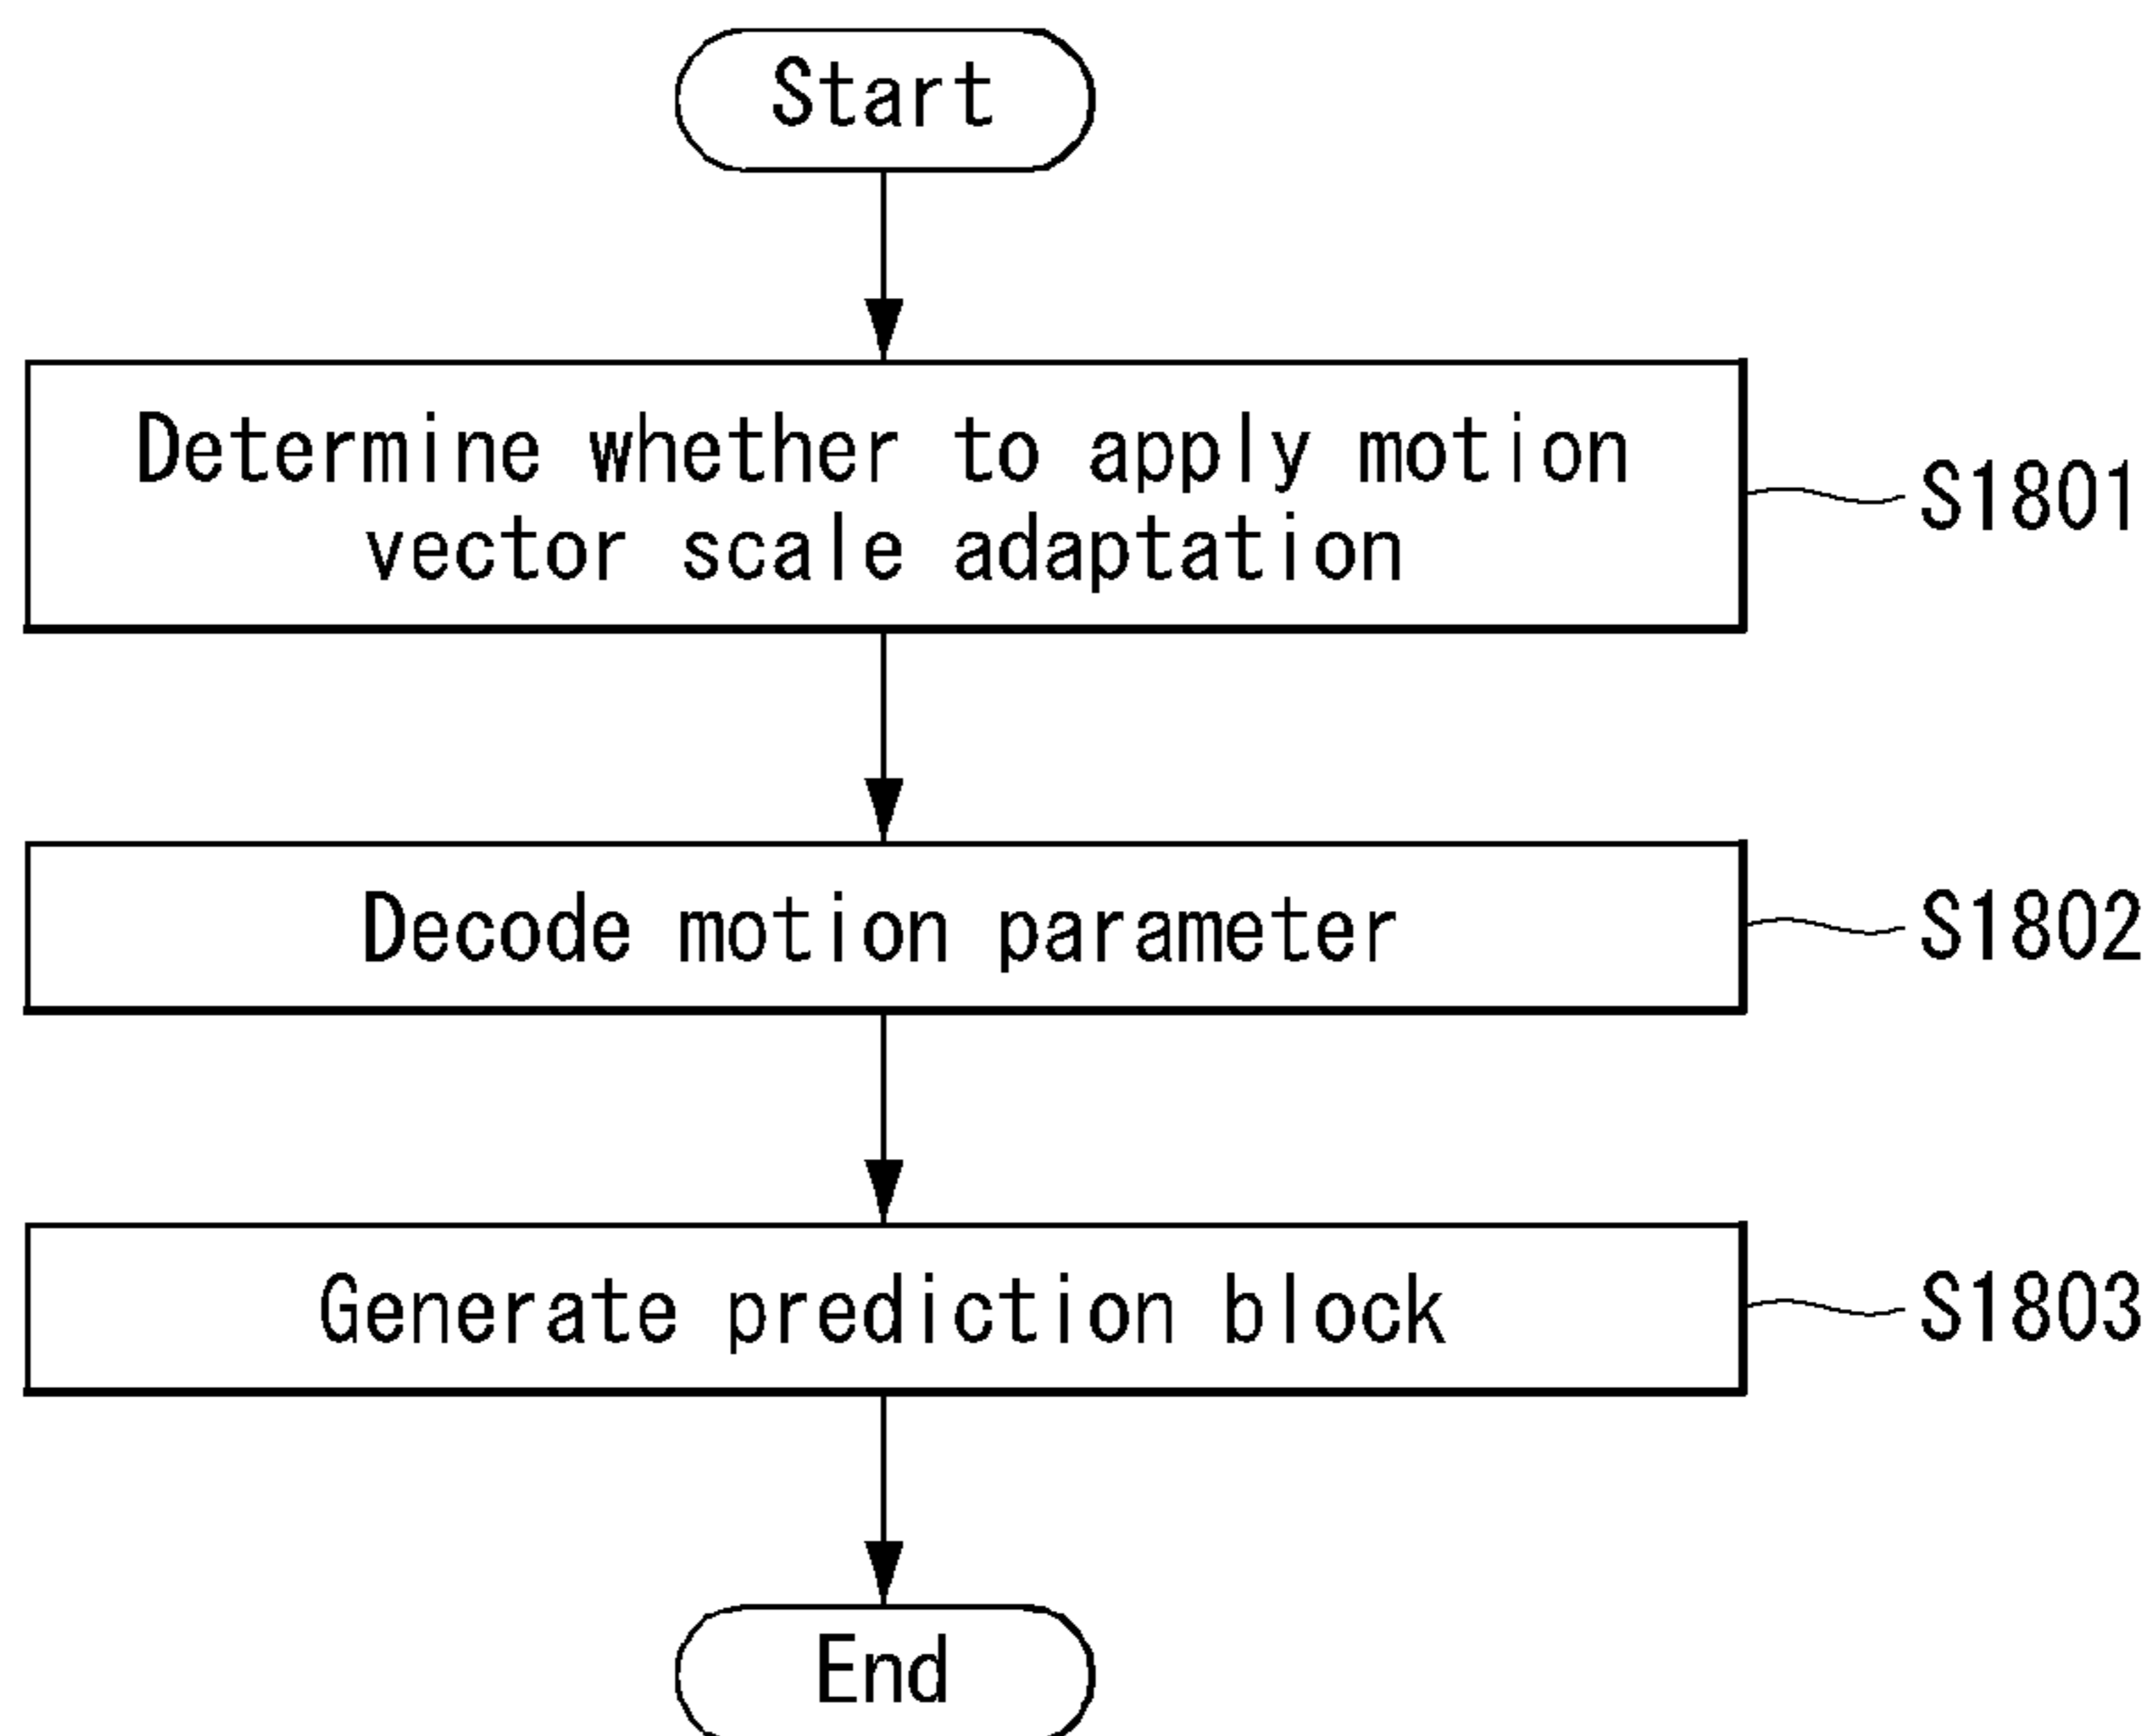 Start
Determine whether to apply motion
vector scale adaptation
S1801
Decode motion parameter
S1802
Generate prediction block
S1803
End